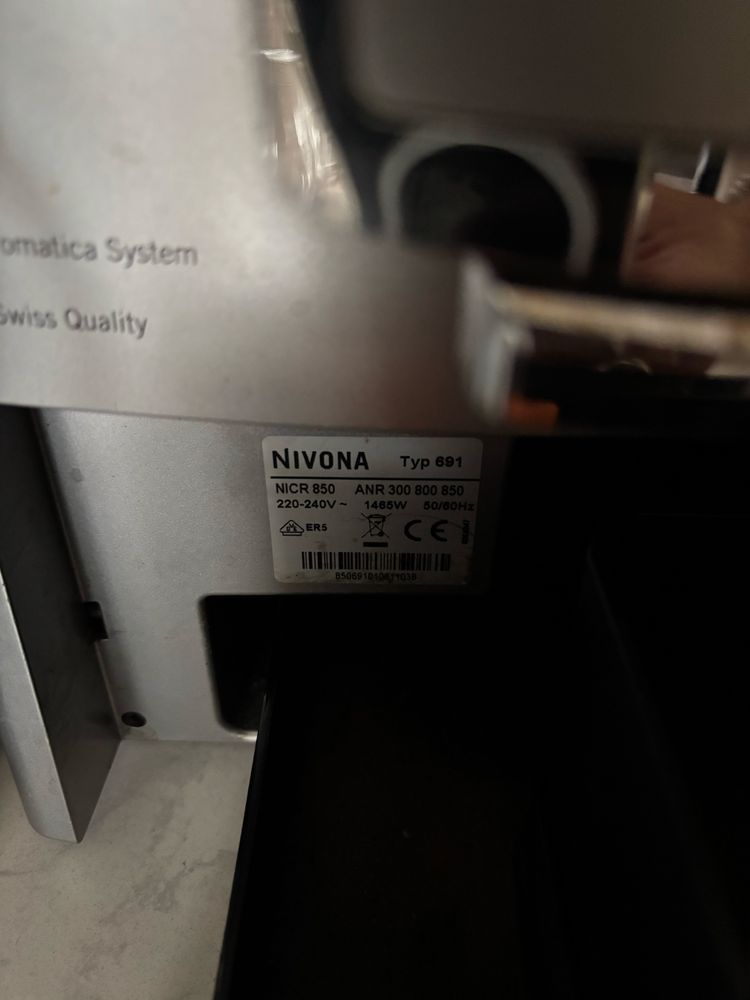 omatica System
Swiss Quality
NIVONA Typ 691
NICR 850 ANR 300 800 850
220-240V~ 1465W 50/60Hz
ER5 CE